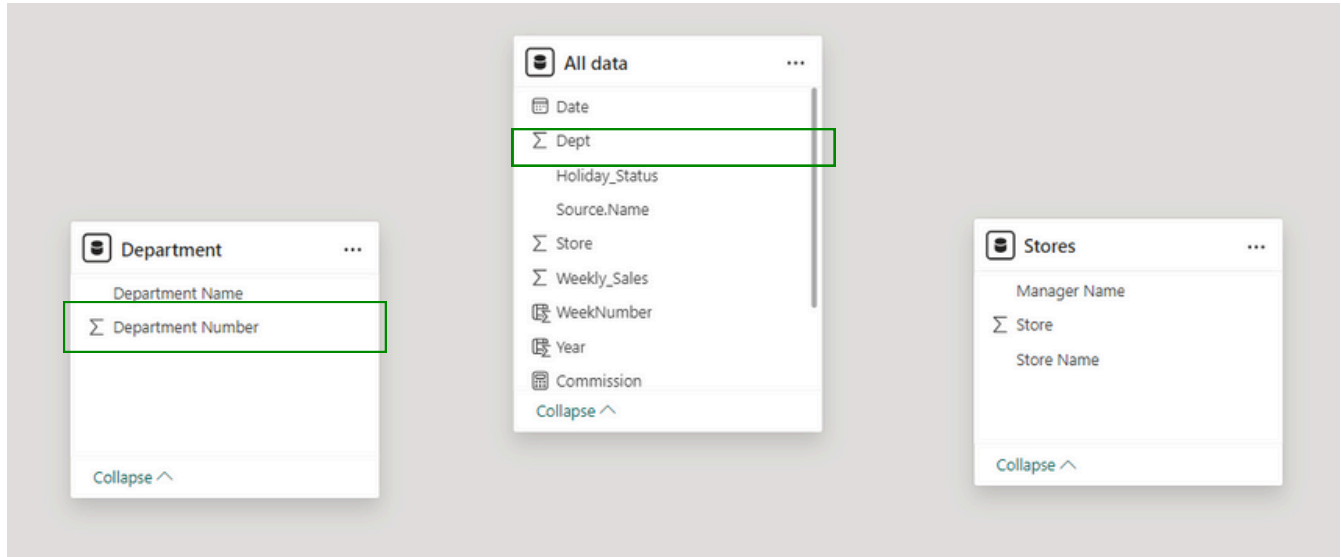 All data
Date
Dept
Holiday_Status
Source.Name
Store
Weekly_Sales
WeekNumber
Year
Commission
Collapse
Department
Department Name
Department Number
Collapse
Stores
Manager Name
Store
Store Name
Collapse